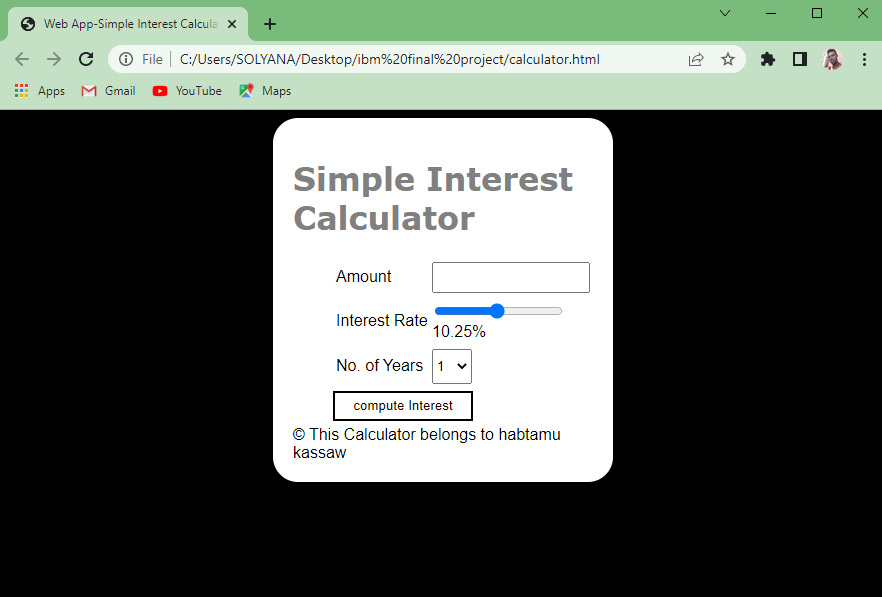 Web App-Simple Interest Calcula
File C:/Users/SOLYANA/Desktop/ibm%20final%20project/calculator.html
Apps Gmail YouTube Maps
Simple Interest
Calculator
Amount
Interest Rate
10.25%
No. of Years 1
compute Interest
© This Calculator belongs to habtamu
kassaw